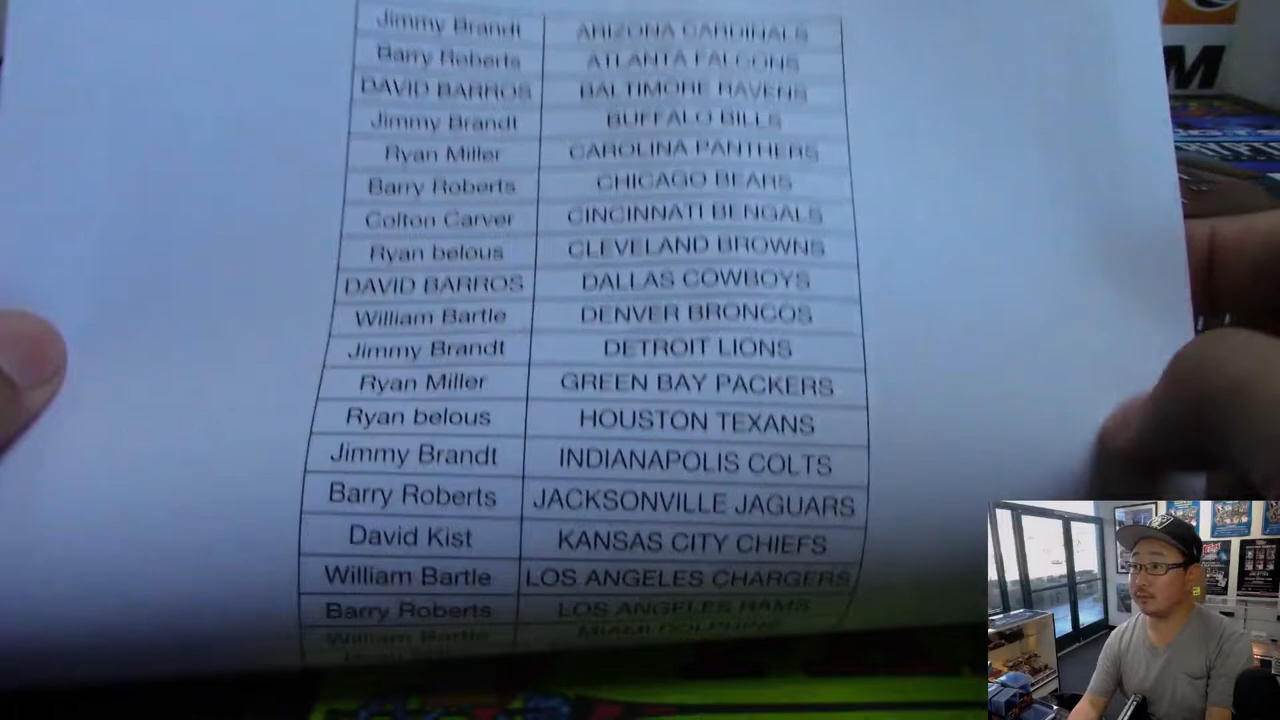 Jimmy Brandt ARIZONA CARDINALS
Barry Roberts ATLANTA FALCONS
DAVID BARROS BALTIMORE RAVENS
Jimmy Brandt BUFFALO BILLS
Ryan Miller CAROLINA PANTHERS
Barry Roberts CHICAGO BEARS
Colton Carver CINCINNATI BENGALS
Ryan belous CLEVELAND BROWNS
DAVID BARROS DALLAS COWBOYS
William Bartle DENVER BRONCOS
Jimmy Brandt DETROIT LIONS
Ryan Miller GREEN BAY PACKERS
Ryan belous HOUSTON TEXANS
Jimmy Brandt INDIANAPOLIS COLTS
Barry Roberts JACKSONVILLE JAGUARS
David Kist KANSAS CITY CHIEFS
William Bartle LOS ANGELES CHARGERS
Barry Roberts LOS ANGELES RAMS
William Bartle MIAMI DOLPHINS